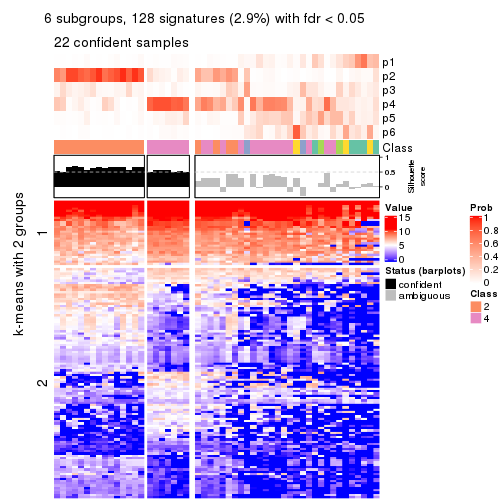 6 subgroups, 128 signatures (2.9%) with fdr < 0.05
22 confident samples
p1
p2
p3
p4
p5
p6
Class
1
0.5
0
Silhouette
score
k-means with 2 groups
1
2
Value
15
10
5
0
Status (barplots)
confident
ambiguous
Prob
1
0.8
0.6
0.4
0.2
0
Class
2
4